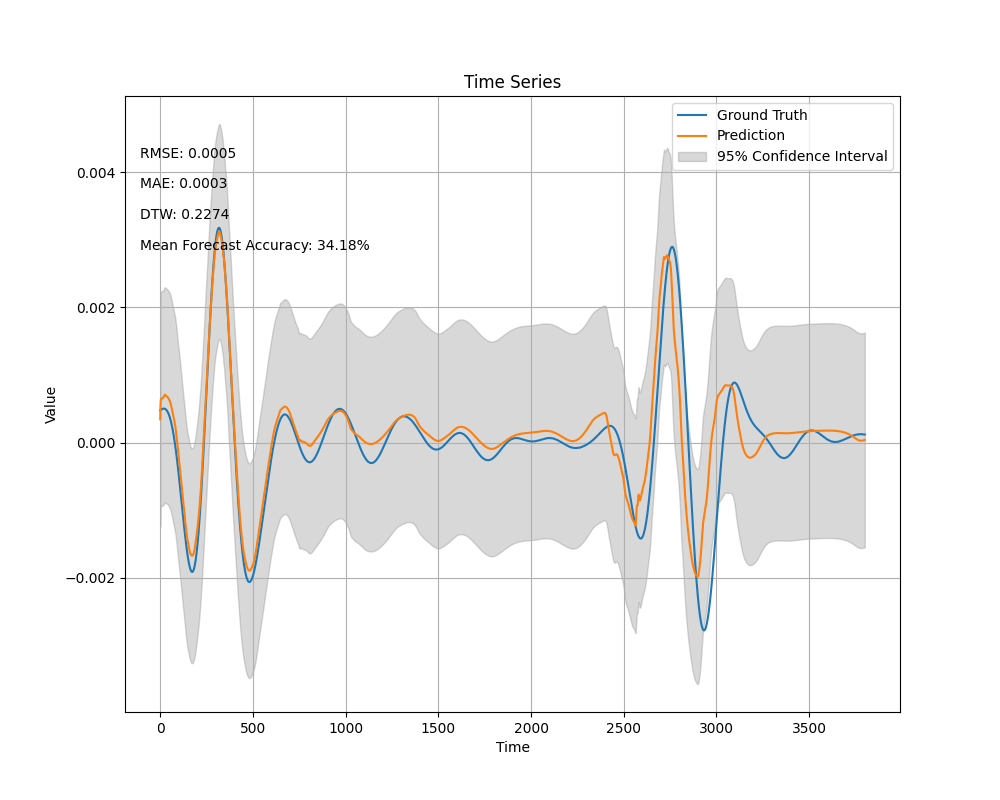 Time Series
Ground Truth
Prediction
95% Confidence Interval
RMSE: 0.0005
MAE: 0.0003
DTW: 0.2274
Mean Forecast Accuracy: 34.18%
0.004
0.002
0.000
−0.002
Value
0 500 1000 1500 2000 2500 3000 3500
Time